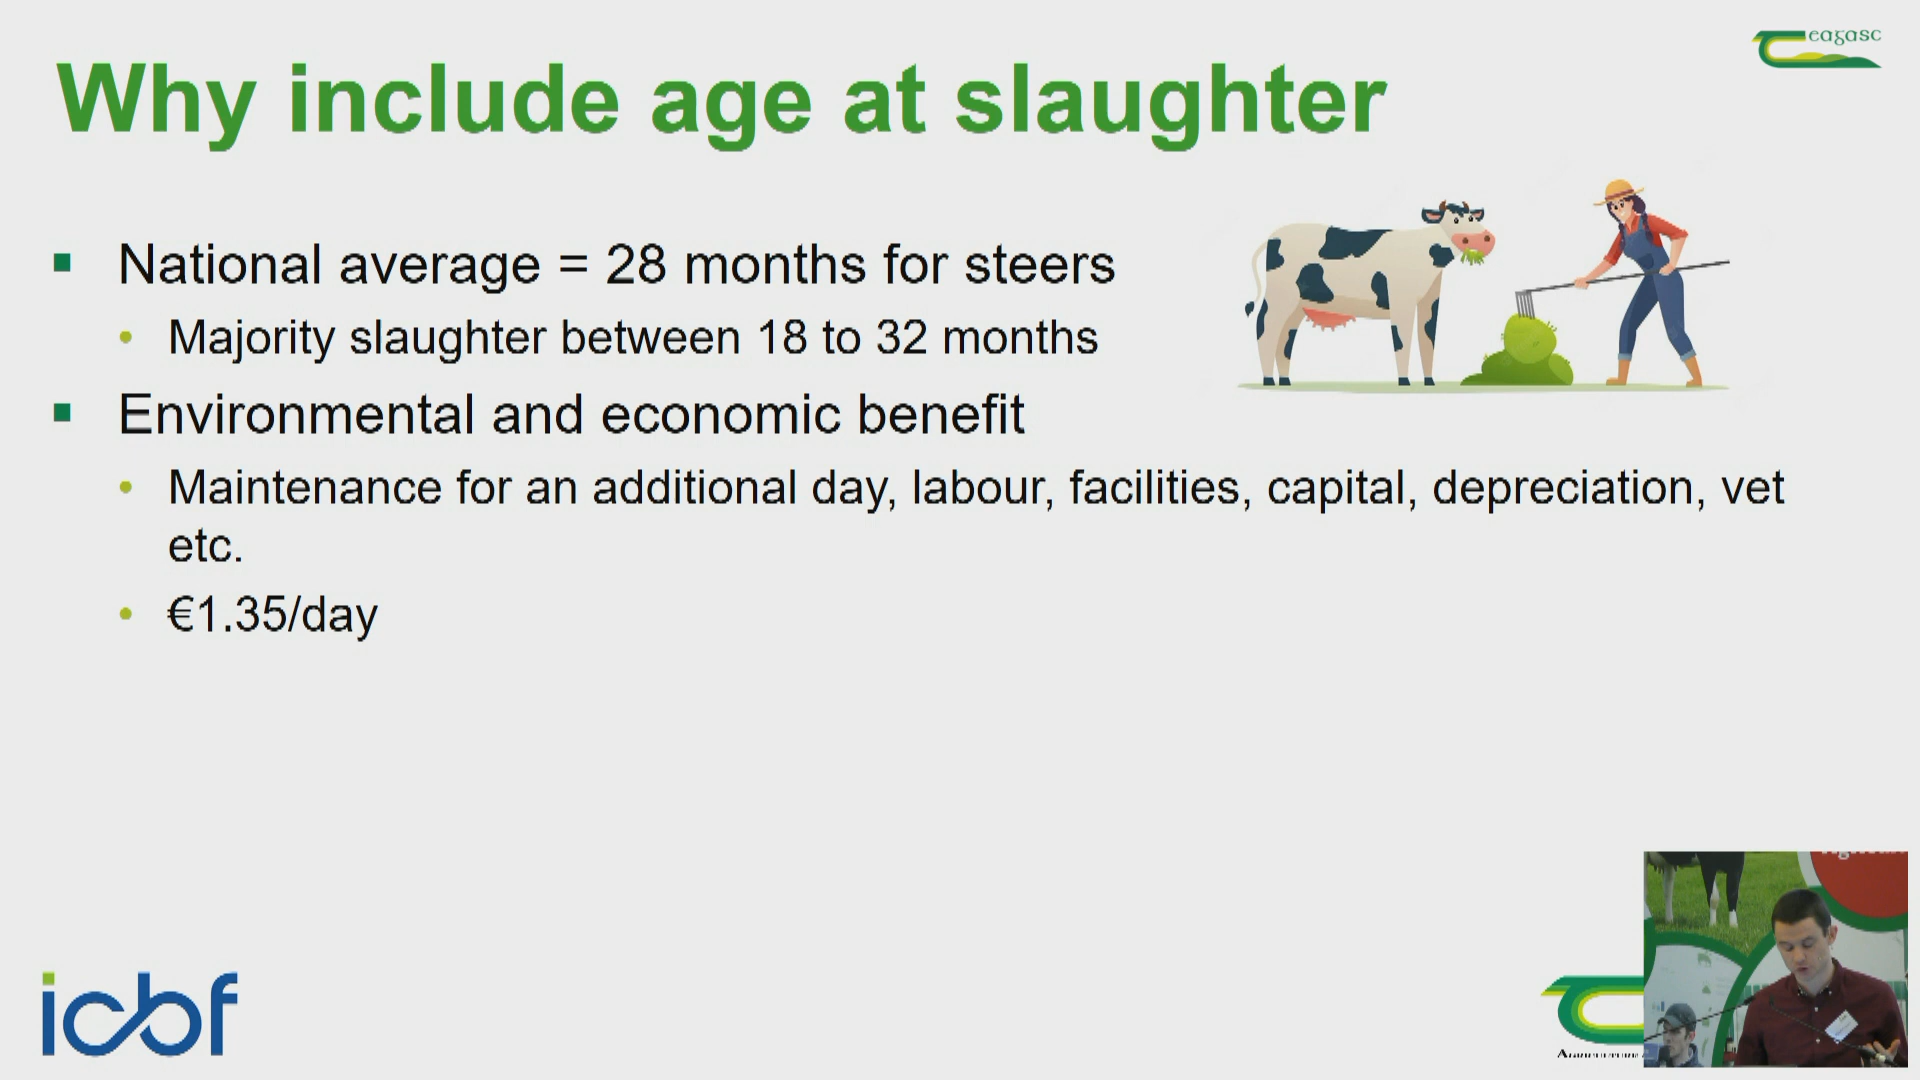 eagasc
Why include age at slaughter
National average = 28 months for steers
Majority slaughter between 18 to 32 months
Environmental and economic benefit
Maintenance for an additional day, labour, facilities, capital, depreciation, vet
etc.
€1.35/day
icbf